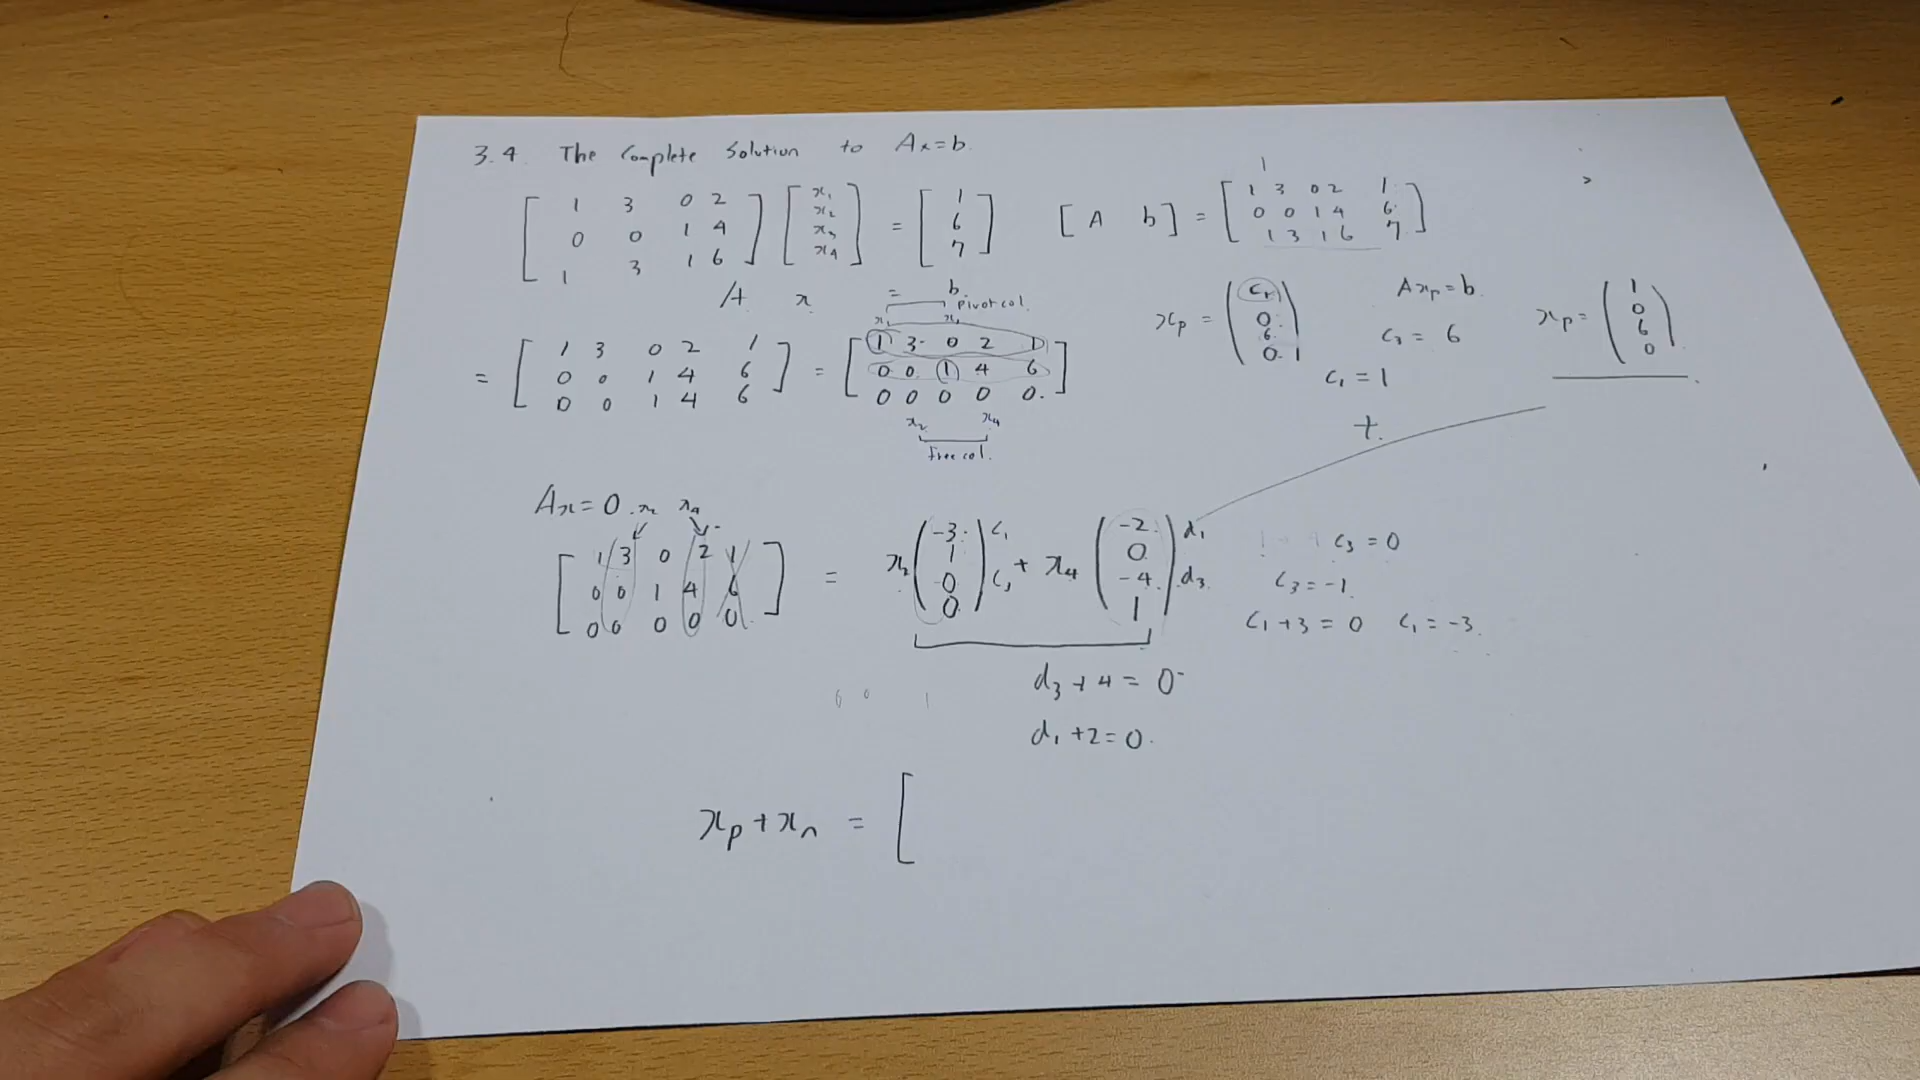 3.4. The Complete Solution to Ax=b.
[ 1 3 0 2 ] [ x₁ ] = [ 1 ] [ A b ] = [ 1 3 0 2 1 ]
[ 0 0 1 4 ] [ x₂ ] [ 6 ] [ 0 0 1 4 6 ]
[ 1 3 1 6 ] [ x₃ ] [ 7 ] [ 1 3 1 6 7 ]
[ x₄ ]
1
A x = b.
pivot col
x₁
= [ 1 3 0 2 1 ] = [ 1 3 0 2 1 ]
[ 0 0 1 4 6 ] [ 0 0 1 4 6 ]
[ 0 0 1 4 6 ] [ 0 0 0 0 0. ]
x₂ x₄
free col.
xp = ( 0. 6. 0. ) 1
Axp = b.
c₃ = 6
c₁ = 1
xp = ( 1 0 6 0 )
+.
Ax = 0. x₂ x₄
[ 1 3 0 2 1 ] = x₂ ( -3 1 0 0 ) c₁ + x₄ ( -2 0 -4 1 ) d₁ d₃
[ 0 0 1 4 6 ]
[ 0 0 0 0 0 ]
c₃ = 0
c₃ = -1.
c₁ + 3 = 0 c₁ = -3.
d₃ + 4 = 0
d₁ + 2 = 0.
6 0 1
xp + xn = [